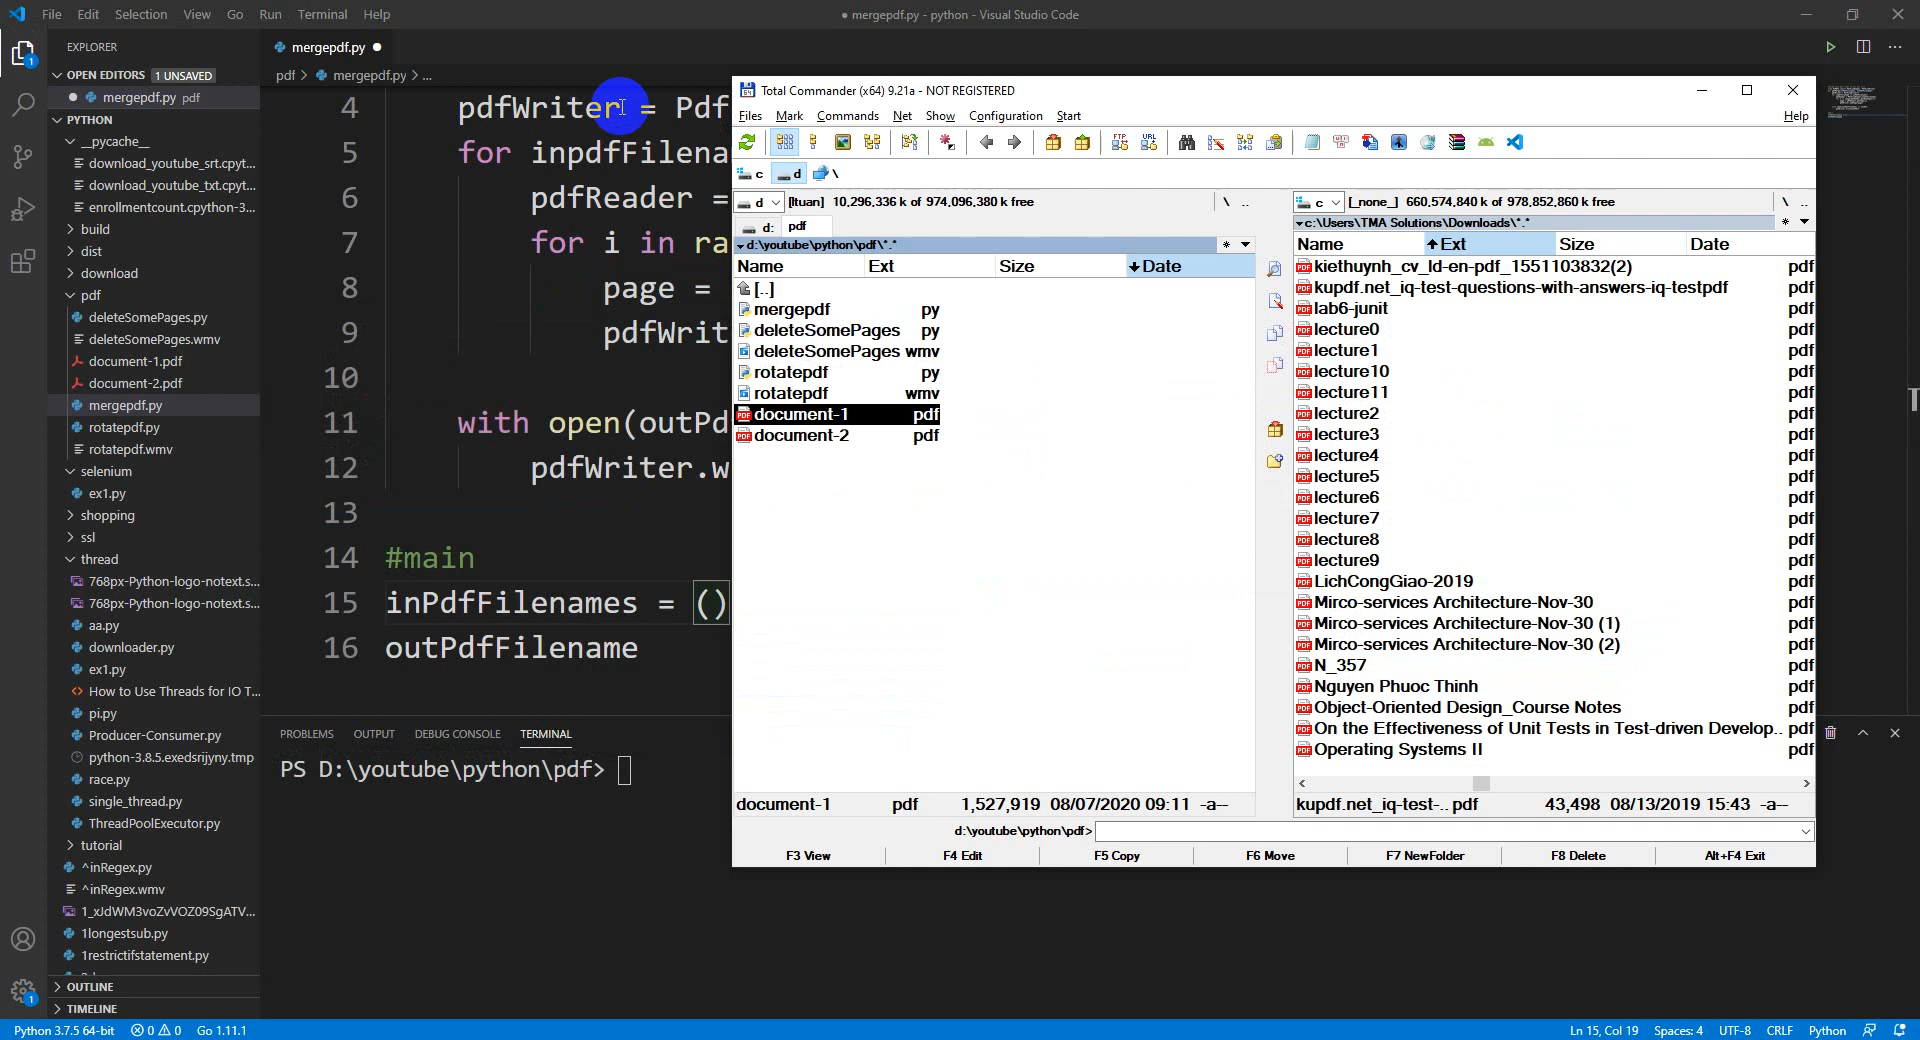 File Edit Selection View Go Run Terminal Help
● mergepdf.py - python - Visual Studio Code
EXPLORER
OPEN EDITORS 1 UNSAVED
mergepdf.py pdf
PYTHON
__pycache__
download_youtube_srt.cpyt...
download_youtube_txt.cpyt...
enrollmentcount.cpython-3...
build
dist
download
pdf
deleteSomePages.py
deleteSomePages.wmv
document-1.pdf
document-2.pdf
mergepdf.py
rotatepdf.py
rotatepdf.wmv
selenium
ex1.py
shopping
ssl
thread
768px-Python-logo-notext.s...
768px-Python-logo-notext.s...
aa.py
downloader.py
ex1.py
How to Use Threads for IO T...
pi.py
Producer-Consumer.py
python-3.8.5.exedsrijyny.tmp
race.py
single_thread.py
ThreadPoolExecutor.py
tutorial
^inRegex.py
^inRegex.wmv
1_xJdWM3voZvVOZ09SgATV...
1longestsub.py
1restrictifstatement.py
OUTLINE
TIMELINE
mergepdf.py
pdf > mergepdf.py > ...
4 pdfWriter = Pdf
5 for inpdfFilena
6 pdfReader =
7 for i in ra
8 page =
9 pdfWrit
10
11 with open(outPd
12 pdfWriter.w
13
14 #main
15 inPdfFilenames = ()
16 outPdfFilename
PROBLEMS OUTPUT DEBUG CONSOLE TERMINAL
PS D:\youtube\python\pdf>
Total Commander (x64) 9.21a - NOT REGISTERED
Files Mark Commands Net Show Configuration Start Help
c d \
d [ltuan] 10,296,336 k of 974,096,380 k free \ ..
d: pdf
d:\youtube\python\pdf\*.* *
Name Ext Size Date
[..]
mergepdf py
deleteSomePages py
deleteSomePages wmv
rotatepdf py
rotatepdf wmv
document-1 pdf
document-2 pdf
document-1 pdf 1,527,919 08/07/2020 09:11 -a--
c [_none_] 660,574,840 k of 978,852,860 k free \ ..
c:\Users\TMA Solutions\Downloads\*.* *
Name Ext Size Date
kiethuynh_cv_ld-en-pdf_1551103832(2) pdf
kupdf.net_iq-test-questions-with-answers-iq-testpdf pdf
lab6-junit pdf
lecture0 pdf
lecture1 pdf
lecture10 pdf
lecture11 pdf
lecture2 pdf
lecture3 pdf
lecture4 pdf
lecture5 pdf
lecture6 pdf
lecture7 pdf
lecture8 pdf
lecture9 pdf
LichCongGiao-2019 pdf
Mirco-services Architecture-Nov-30 pdf
Mirco-services Architecture-Nov-30 (1) pdf
Mirco-services Architecture-Nov-30 (2) pdf
N_357 pdf
Nguyen Phuoc Thinh pdf
Object-Oriented Design_Course Notes pdf
On the Effectiveness of Unit Tests in Test-driven Develop.. pdf
Operating Systems II pdf
kupdf.net_iq-test-.. pdf 43,498 08/13/2019 15:43 -a--
d:\youtube\python\pdf>
F3 View F4 Edit F5 Copy F6 Move F7 NewFolder F8 Delete Alt+F4 Exit
Python 3.7.5 64-bit 0 0 Go 1.11.1 Ln 15, Col 19 Spaces: 4 UTF-8 CRLF Python